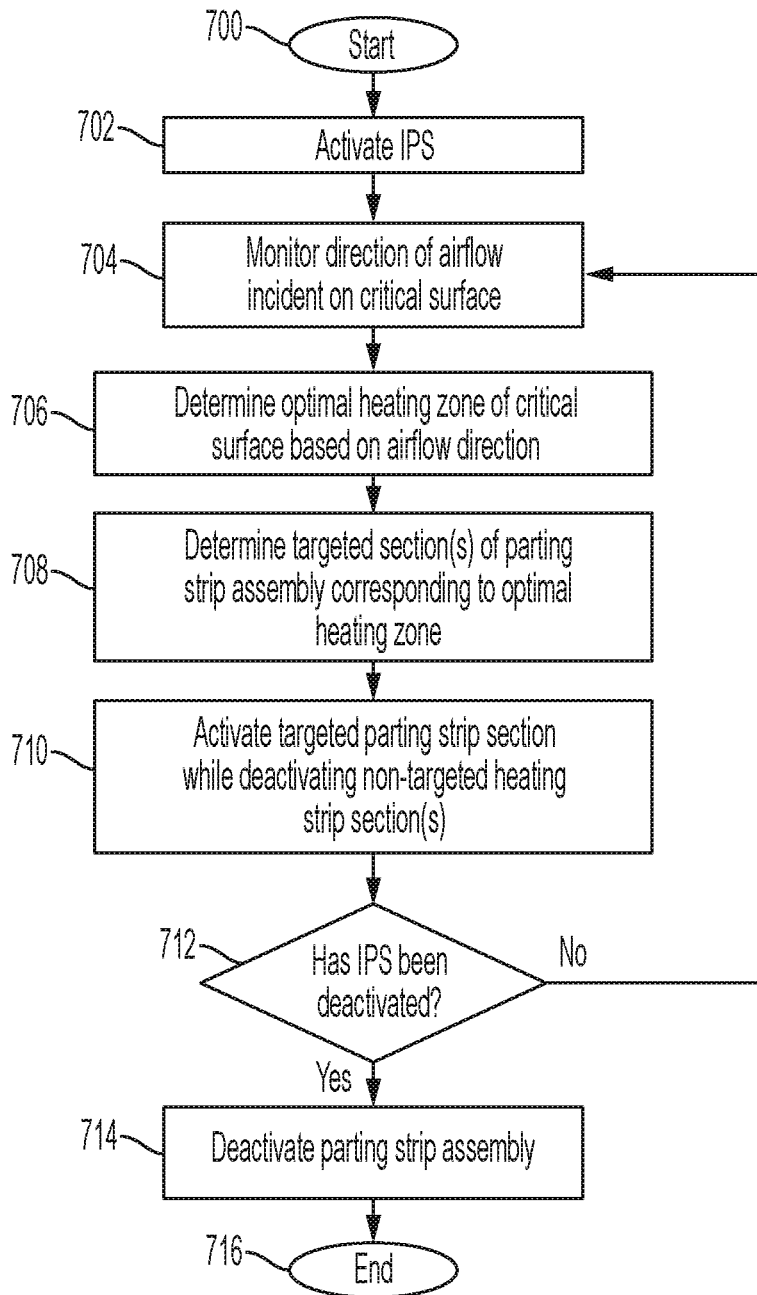 700
Start
702
Activate IPS
704
Monitor direction of airflow
incident on critical surface
706
Determine optimal heating zone of critical
surface based on airflow direction
708
Determine targeted section(s) of parting
strip assembly corresponding to optimal
heating zone
710
Activate targeted parting strip section
while deactivating non-targeted heating
strip section(s)
712
Has IPS been
deactivated?
No
Yes
714
Deactivate parting strip assembly
716
End